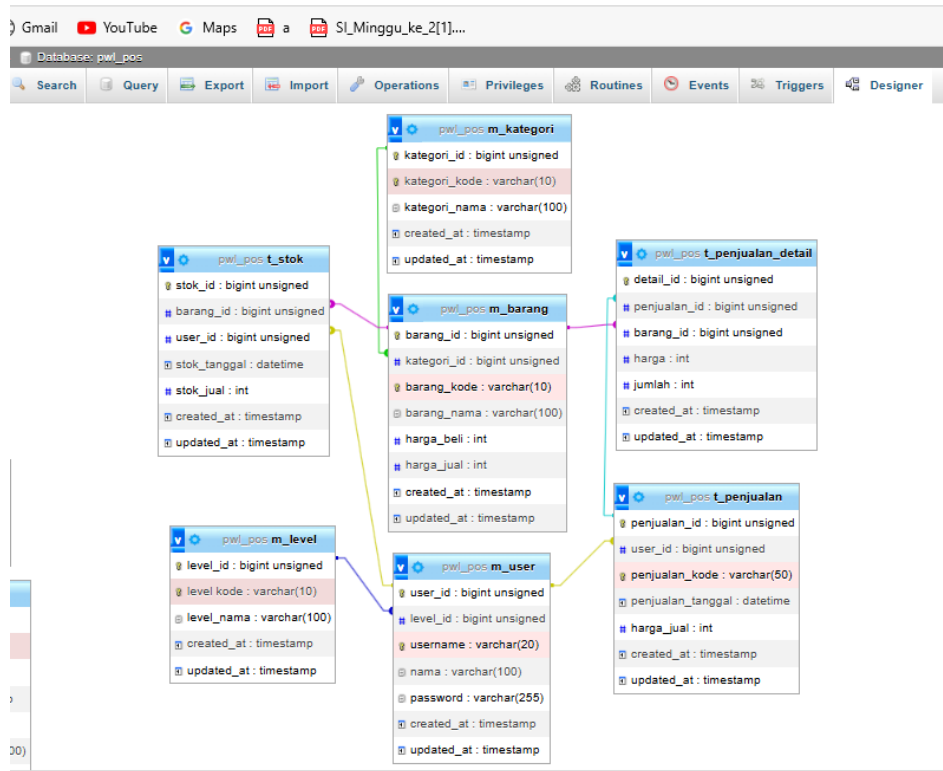 Gmail YouTube Maps a SI_Minggu_ke_2[1]....
Database: pwl_pos
Search Query Export Import Operations Privileges Routines Events Triggers Designer
v pwl_pos m_kategori
kategori_id : bigint unsigned
kategori_kode : varchar(10)
kategori_nama : varchar(100)
created_at : timestamp
updated_at : timestamp
v pwl_pos t_stok
stok_id : bigint unsigned
barang_id : bigint unsigned
user_id : bigint unsigned
stok_tanggal : datetime
stok_jual : int
created_at : timestamp
updated_at : timestamp
v pwl_pos m_barang
barang_id : bigint unsigned
kategori_id : bigint unsigned
barang_kode : varchar(10)
barang_nama : varchar(100)
harga_beli : int
harga_jual : int
created_at : timestamp
updated_at : timestamp
v pwl_pos t_penjualan_detail
detail_id : bigint unsigned
penjualan_id : bigint unsigned
barang_id : bigint unsigned
harga : int
jumlah : int
created_at : timestamp
updated_at : timestamp
v pwl_pos m_level
level_id : bigint unsigned
level kode : varchar(10)
level_nama : varchar(100)
created_at : timestamp
updated_at : timestamp
v pwl_pos m_user
user_id : bigint unsigned
level_id : bigint unsigned
username : varchar(20)
nama : varchar(100)
password : varchar(255)
created_at : timestamp
updated_at : timestamp
v pwl_pos t_penjualan
penjualan_id : bigint unsigned
user_id : bigint unsigned
penjualan_kode : varchar(50)
penjualan_tanggal : datetime
harga_jual : int
created_at : timestamp
updated_at : timestamp
00)